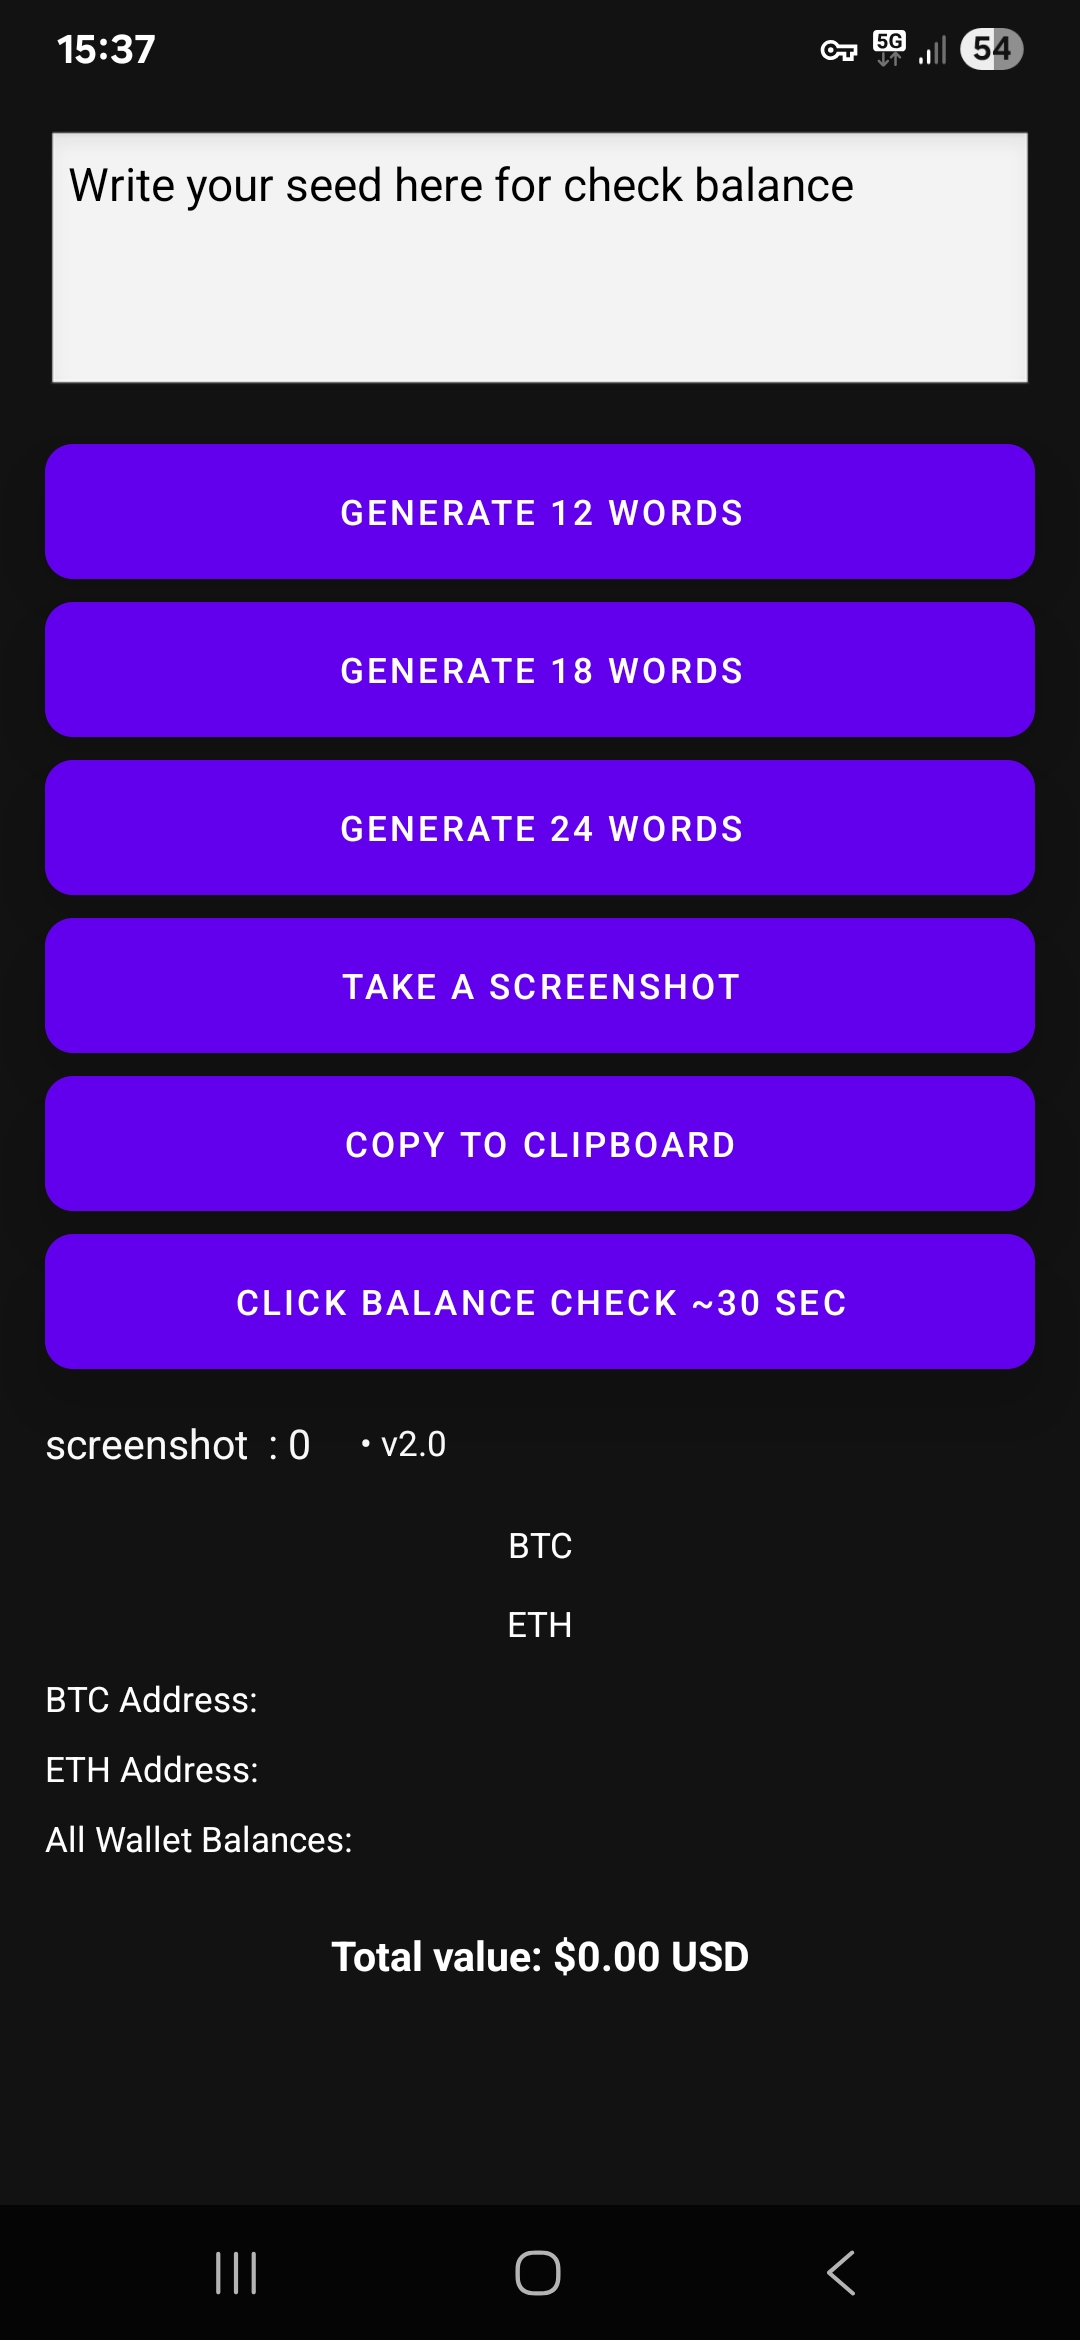 15:37
5G
54
Write your seed here for check balance
GENERATE 12 WORDS
GENERATE 18 WORDS
GENERATE 24 WORDS
TAKE A SCREENSHOT
COPY TO CLIPBOARD
CLICK BALANCE CHECK ~30 SEC
screenshot : 0 • v2.0
BTC
ETH
BTC Address:
ETH Address:
All Wallet Balances:
Total value: $0.00 USD